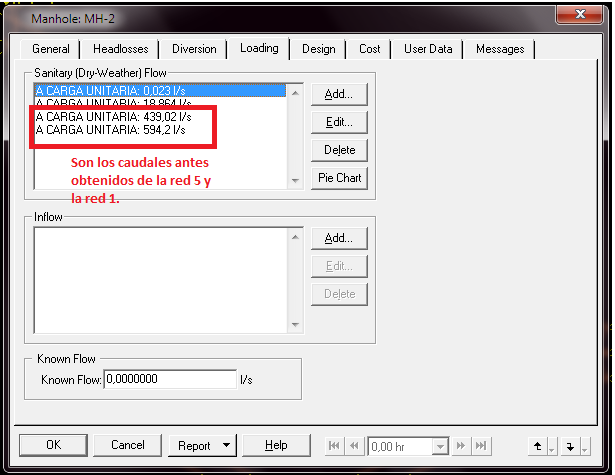 Manhole: MH-2
General Headlosses Diversion Loading Design Cost User Data Messages
Sanitary (Dry-Weather) Flow
A CARGA UNITARIA: 0,023 l/s
A CARGA UNITARIA: 18,864 l/s
A CARGA UNITARIA: 439,02 l/s
A CARGA UNITARIA: 594,2 l/s
Son los caudales antes
obtenidos de la red 5 y
la red 1.
Add...
Edit...
Delete
Pie Chart
Inflow
Add...
Edit...
Delete
Known Flow
Known Flow: 0,0000000 l/s
OK Cancel Report Help 0,00 hr